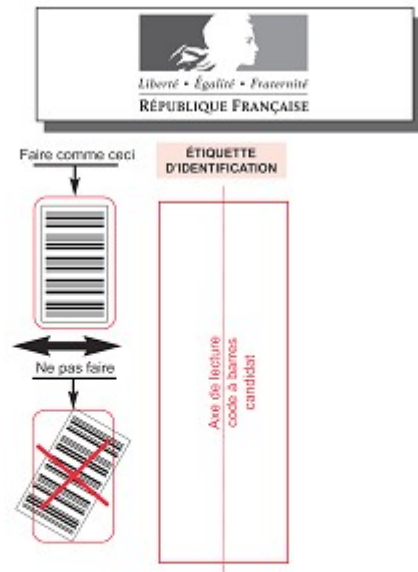 Liberté • Égalité • Fraternité
RÉPUBLIQUE FRANÇAISE
Faire comme ceci
ÉTIQUETTE
D'IDENTIFICATION
Axe de lecture
code à barres
candidat
Ne pas faire